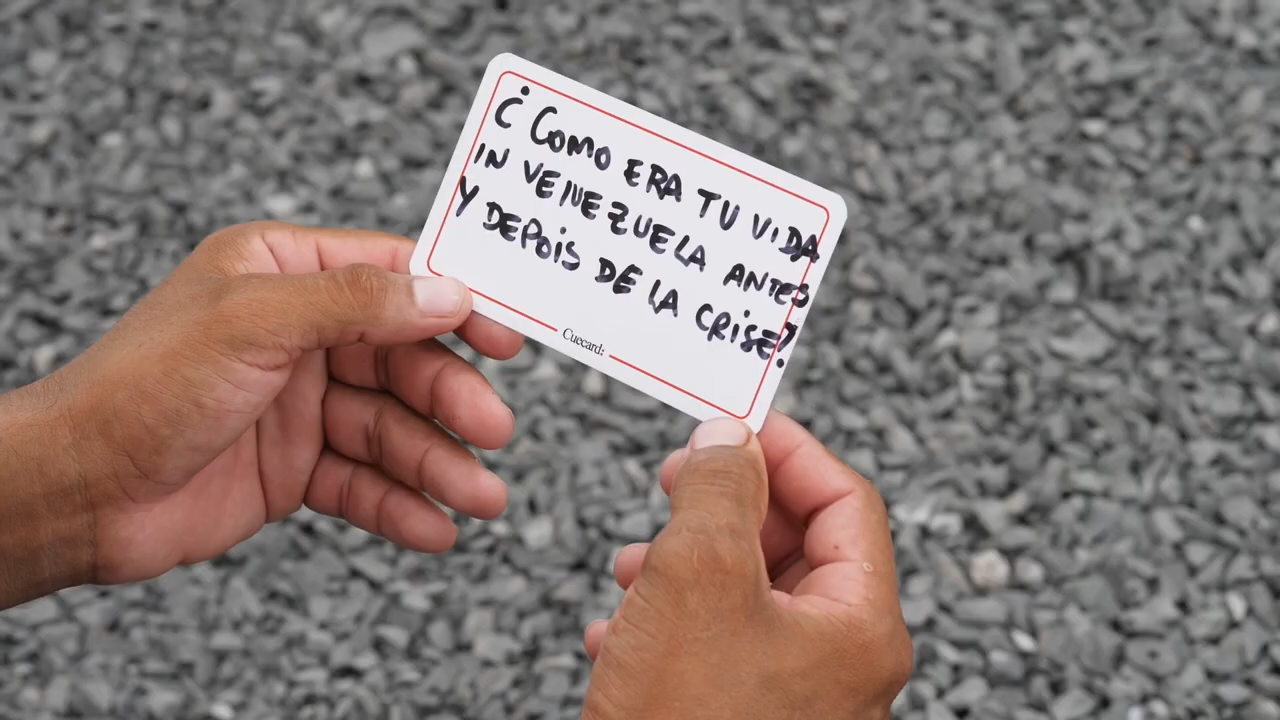 ¿ COMO ERA TU VIDA
IN VENEZUELA ANTES
Y DEPOIS DE LA CRISE?
Cuecard: